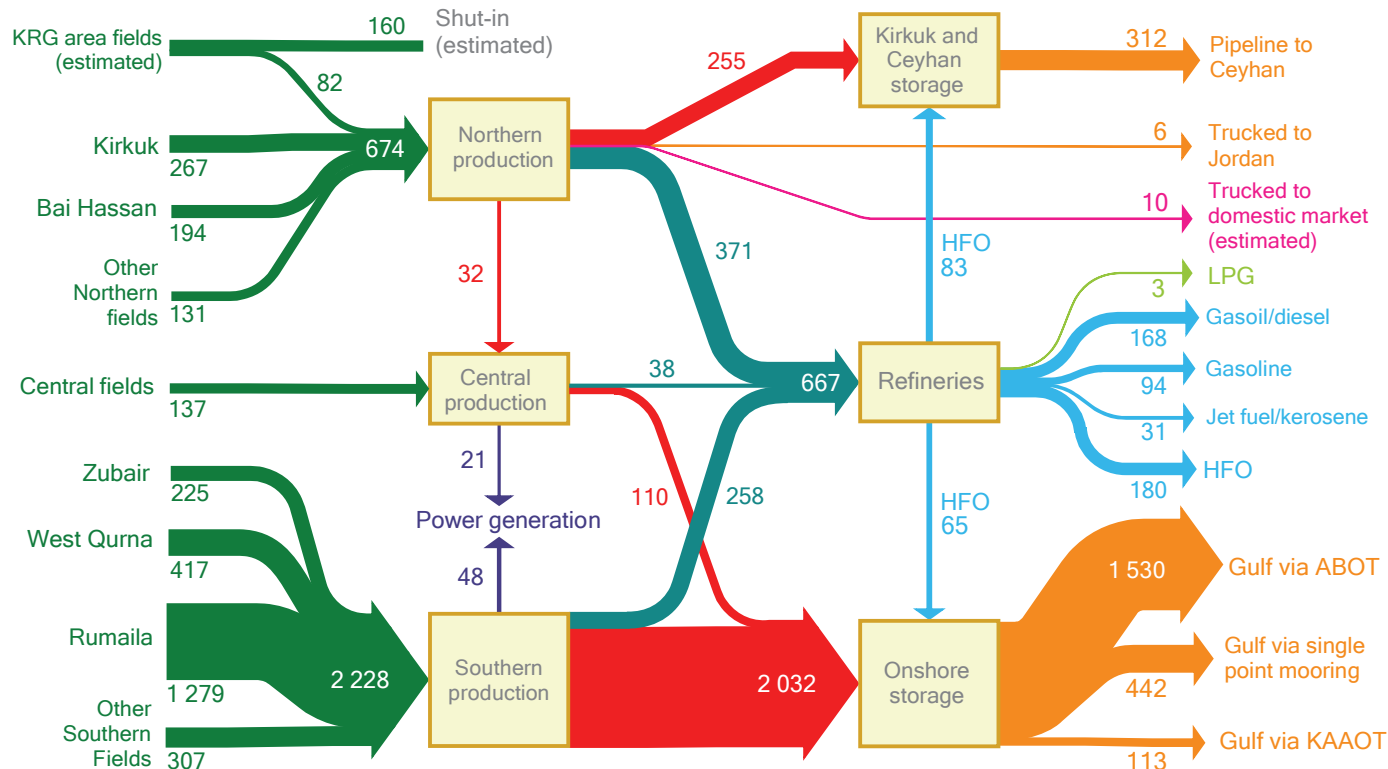 KRG area fields
(estimated)
160
Shut-in
(estimated)
82
Kirkuk
267
674
Bai Hassan
194
Other
Northern
fields
131
Northern
production
255
Kirkuk and
Ceyhan
storage
312
Pipeline to
Ceyhan
6
Trucked to
Jordan
10
Trucked to
domestic market
(estimated)
371
HFO
83
32
3
LPG
168
Gasoil/diesel
94
Gasoline
31
Jet fuel/kerosene
180
HFO
Central fields
137
Central
production
38
667
Refineries
21
Power generation
48
110
258
HFO
65
Zubair
225
West Qurna
417
Rumaila
1 279
2 228
Other
Southern
Fields
307
Southern
production
2 032
Onshore
storage
1 530
Gulf via ABOT
442
Gulf via single
point mooring
113
Gulf via KAAOT